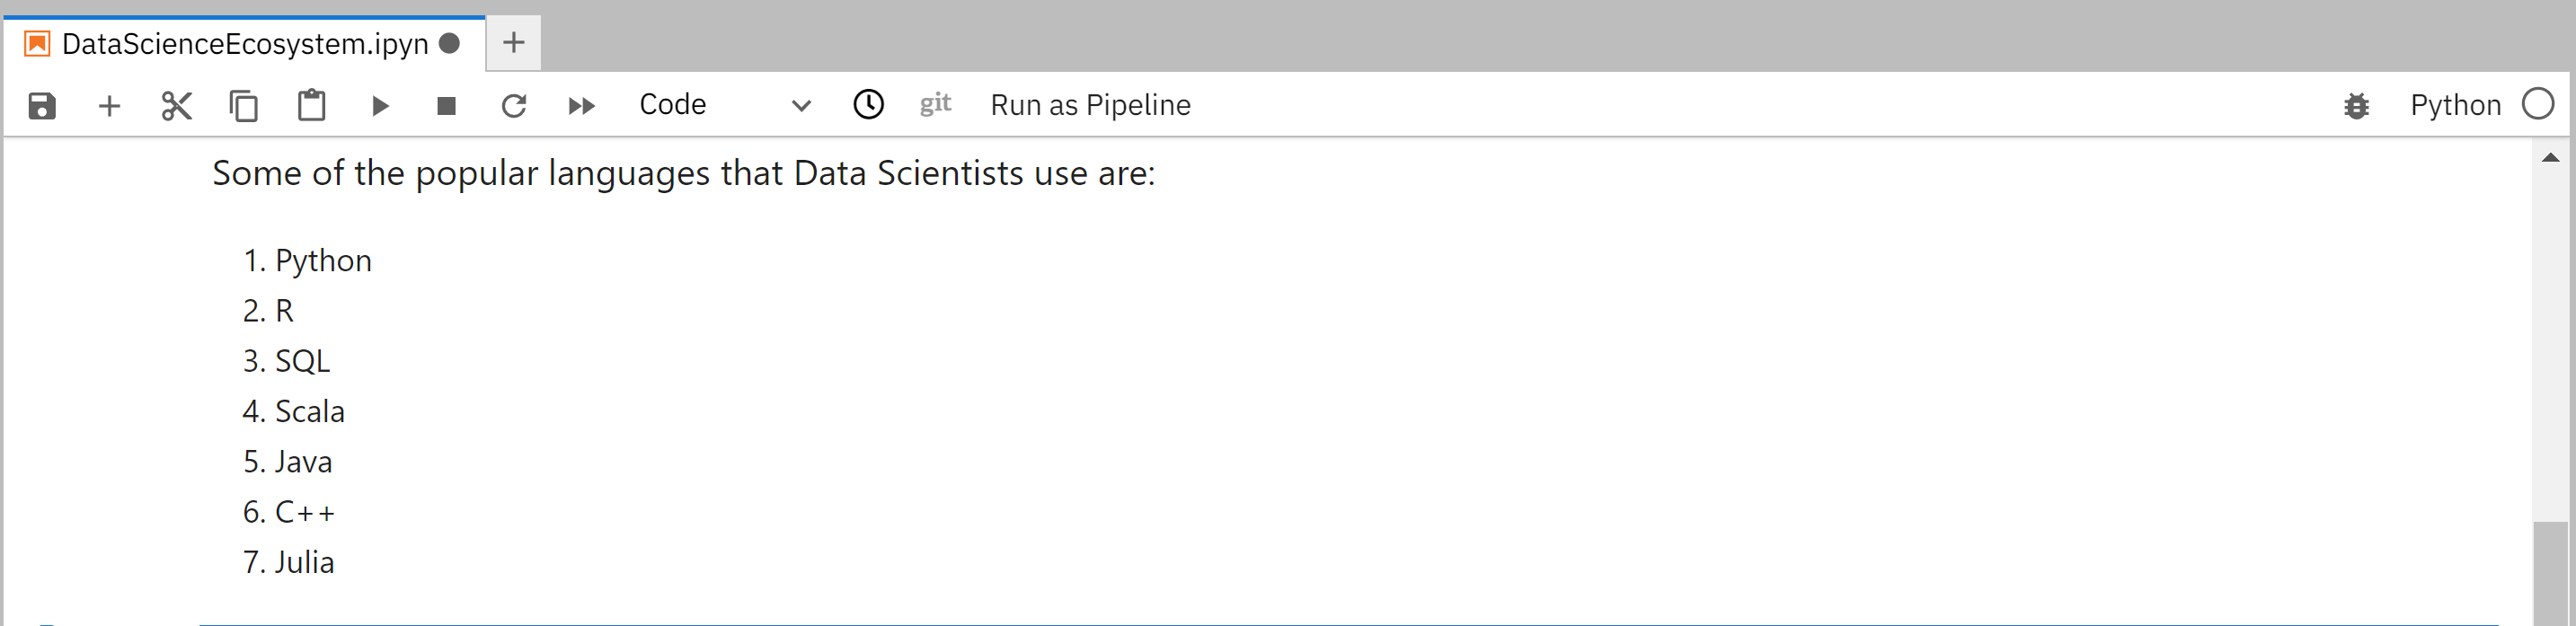 DataScienceEcosystem.ipyn
Code git Run as Pipeline Python
Some of the popular languages that Data Scientists use are:
1. Python
2. R
3. SQL
4. Scala
5. Java
6. C++
7. Julia